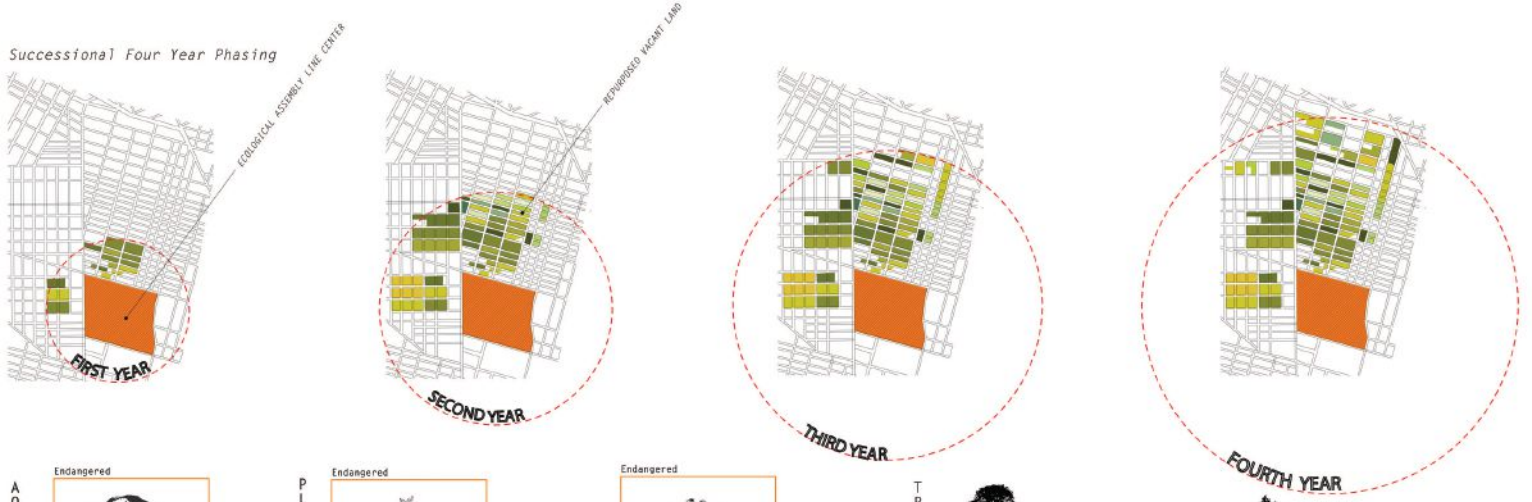 Successional Four Year Phasing
ECOLOGICAL ASSEMBLY LINE CENTER
REPURPOSED VACANT LAND
FIRST YEAR
SECOND YEAR
THIRD YEAR
FOURTH YEAR
Endangered
Endangered
Endangered
A
P
T